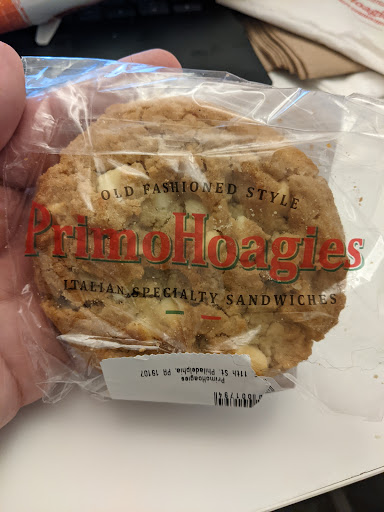 OLD FASHIONED STYLE
PrimoHoagies
ITALIAN SPECIALTY SANDWICHES
PrimoHoagies
11th St. Philadelphia, PA 19107